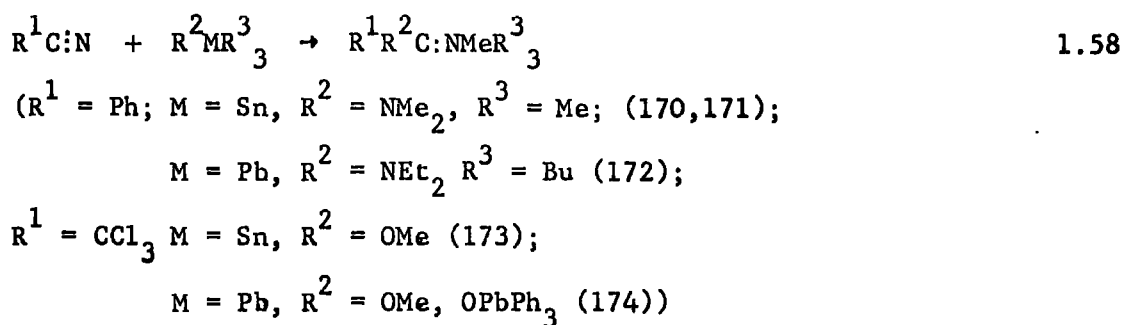 R¹C⫶N + R²MR³₃ → R¹R²C:NMeR³₃ 1.58
(R¹ = Ph; M = Sn, R² = NMe₂, R³ = Me; (170,171);
M = Pb, R² = NEt₂ R³ = Bu (172);
R¹ = CCl₃ M = Sn, R² = OMe (173);
M = Pb, R² = OMe, OPbPh₃ (174))